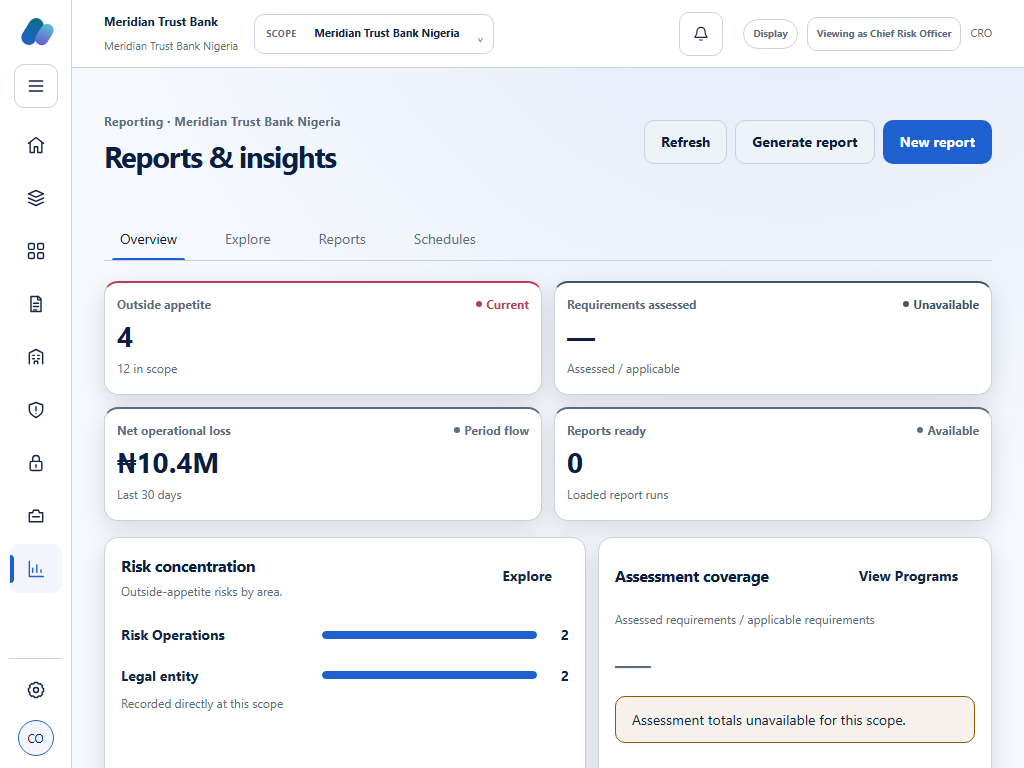 Meridian Trust Bank
Meridian Trust Bank Nigeria
SCOPE Meridian Trust Bank Nigeria
Display
Viewing as Chief Risk Officer
CRO
Reporting · Meridian Trust Bank Nigeria
Reports & insights
Refresh
Generate report
New report
Overview
Explore
Reports
Schedules
Outside appetite
Current
4
12 in scope
Requirements assessed
Unavailable
—
Assessed / applicable
Net operational loss
Period flow
₦10.4M
Last 30 days
Reports ready
Available
0
Loaded report runs
Risk concentration
Outside-appetite risks by area.
Explore
Risk Operations 2
Legal entity 2
Recorded directly at this scope
Assessment coverage
View Programs
Assessed requirements / applicable requirements
—
Assessment totals unavailable for this scope.
CO